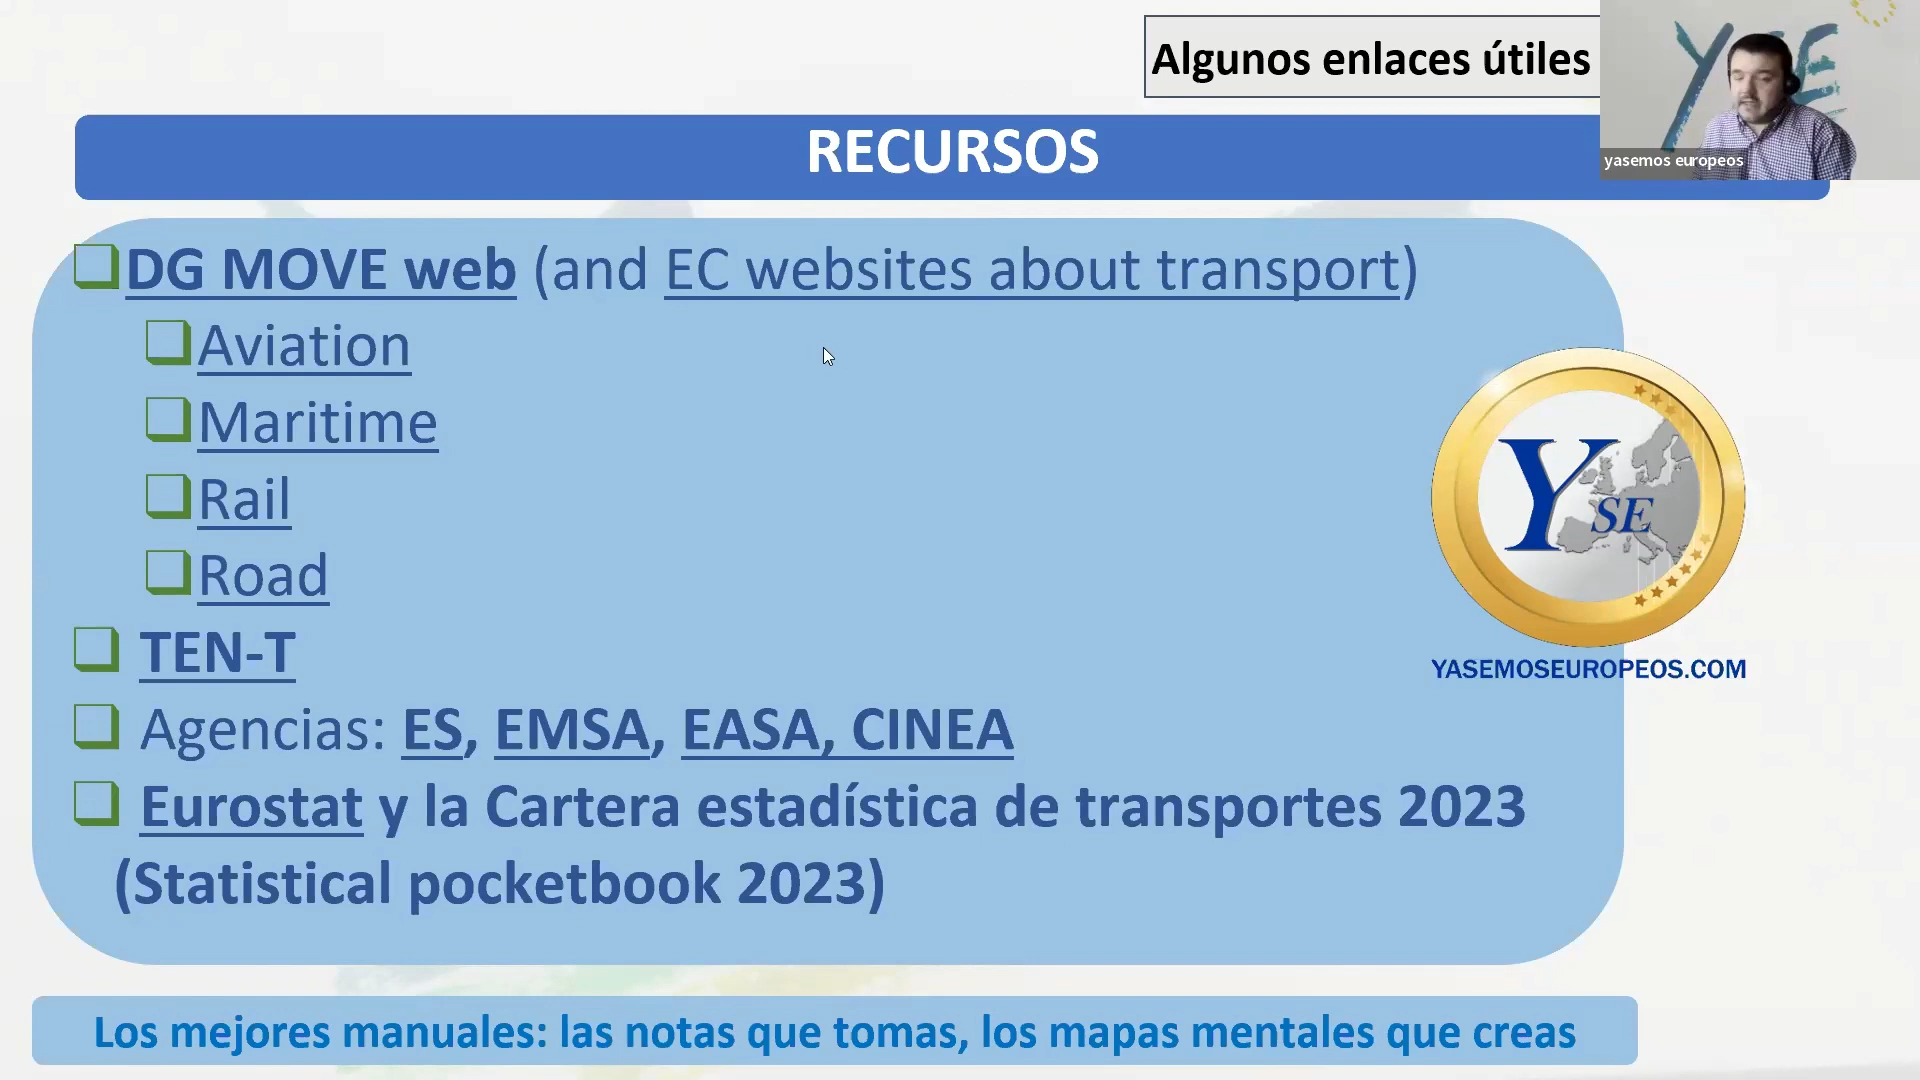 Algunos enlaces útiles
YSE
yasemos europeos
RECURSOS
DG MOVE web (and EC websites about transport)
Aviation
Maritime
Rail
Road
TEN-T
Agencias: ES, EMSA, EASA, CINEA
Eurostat y la Cartera estadística de transportes 2023
(Statistical pocketbook 2023)
Y SE
YASEMOSEUROPEOS.COM
Los mejores manuales: las notas que tomas, los mapas mentales que creas